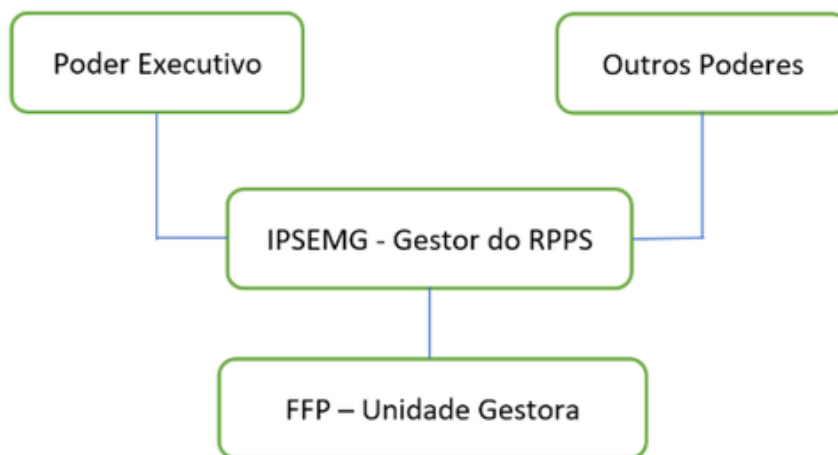 Poder Executivo
Outros Poderes
IPSEMG - Gestor do RPPS
FFP – Unidade Gestora